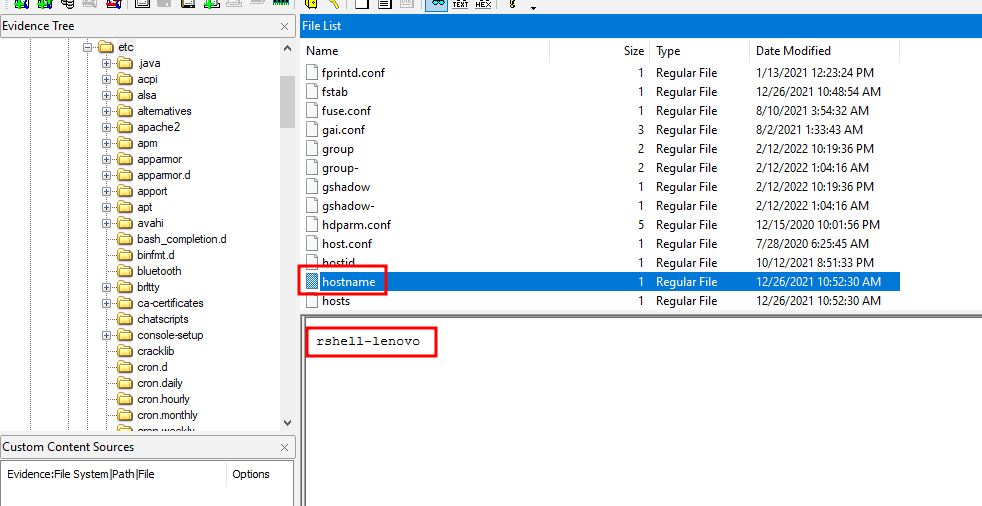 TEXT HEX
Evidence Tree
etc
.java
acpi
alsa
alternatives
apache2
apm
apparmor
apparmor.d
apport
apt
avahi
bash_completion.d
binfmt.d
bluetooth
brltty
ca-certificates
chatscripts
console-setup
cracklib
cron.d
cron.daily
cron.hourly
cron.monthly
cron.weekly
Custom Content Sources
Evidence:File System|Path|File Options
File List
Name Size Type Date Modified
fprintd.conf 1 Regular File 1/13/2021 12:23:24 PM
fstab 1 Regular File 12/26/2021 10:48:54 AM
fuse.conf 1 Regular File 8/10/2021 3:54:32 AM
gai.conf 3 Regular File 8/2/2021 1:33:43 AM
group 2 Regular File 2/12/2022 10:19:36 PM
group- 2 Regular File 2/12/2022 1:04:16 AM
gshadow 1 Regular File 2/12/2022 10:19:36 PM
gshadow- 1 Regular File 2/12/2022 1:04:16 AM
hdparm.conf 5 Regular File 12/15/2020 10:01:56 PM
host.conf 1 Regular File 7/28/2020 6:25:45 AM
hostid 1 Regular File 10/12/2021 8:51:33 PM
hostname 1 Regular File 12/26/2021 10:52:30 AM
hosts 1 Regular File 12/26/2021 10:52:30 AM
rshell-lenovo